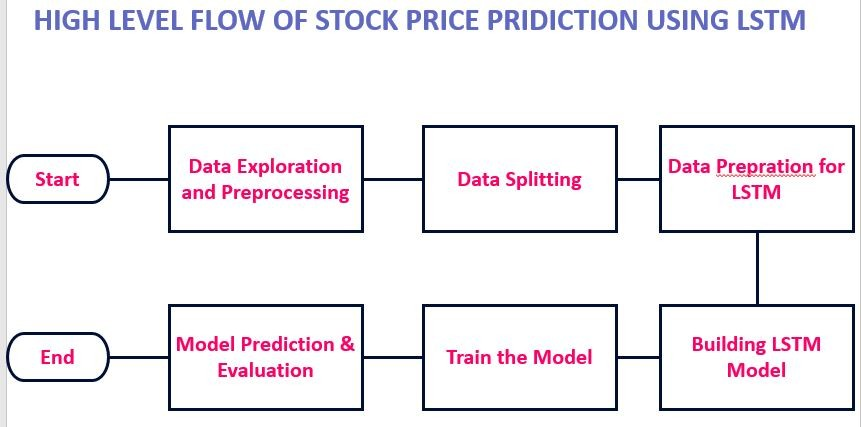 HIGH LEVEL FLOW OF STOCK PRICE PRIDICTION USING LSTM
Start
Data Exploration
and Preprocessing
Data Splitting
Data Prepration for
LSTM
Building LSTM
Model
Train the Model
Model Prediction &
Evaluation
End